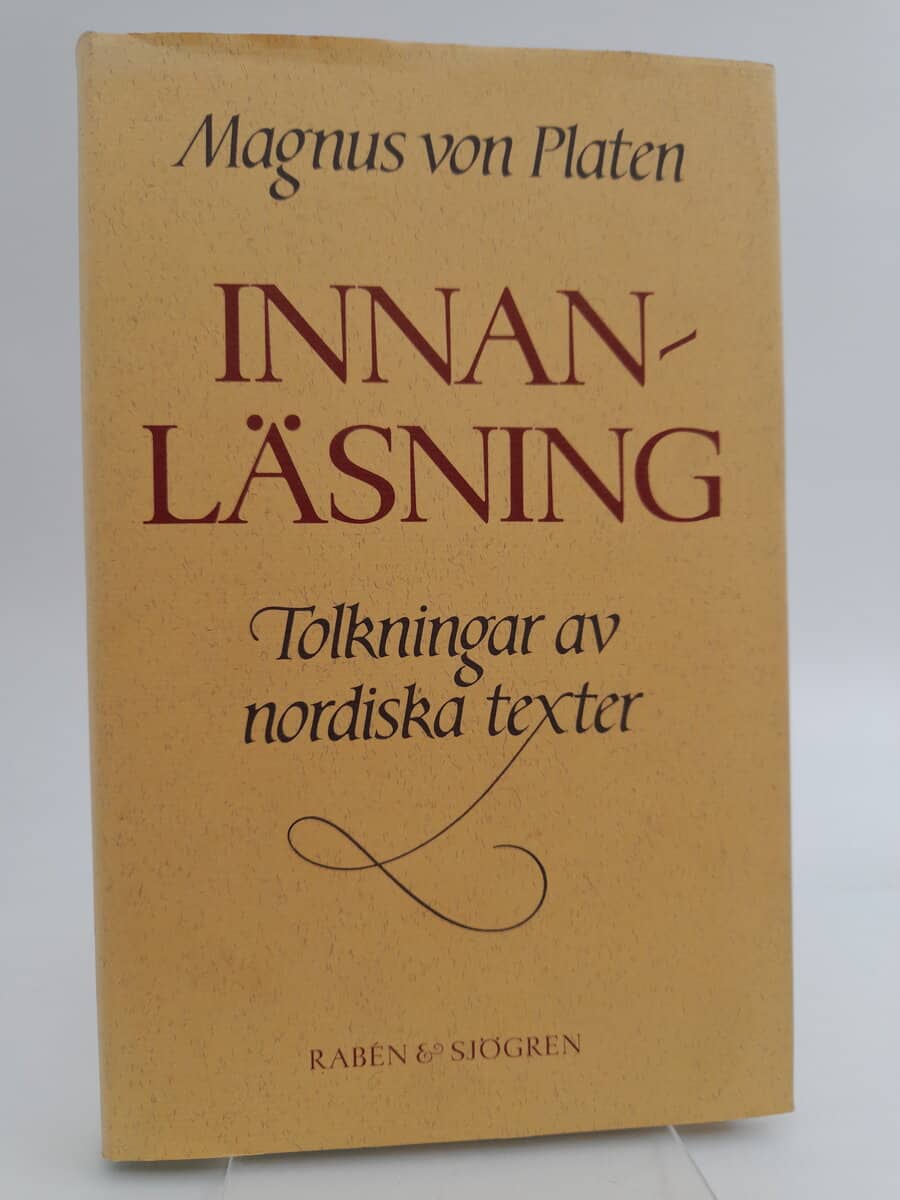 Magnus von Platen
INNAN-
LÄSNING
Tolkningar av
nordiska texter
RABÉN & SJÖGREN